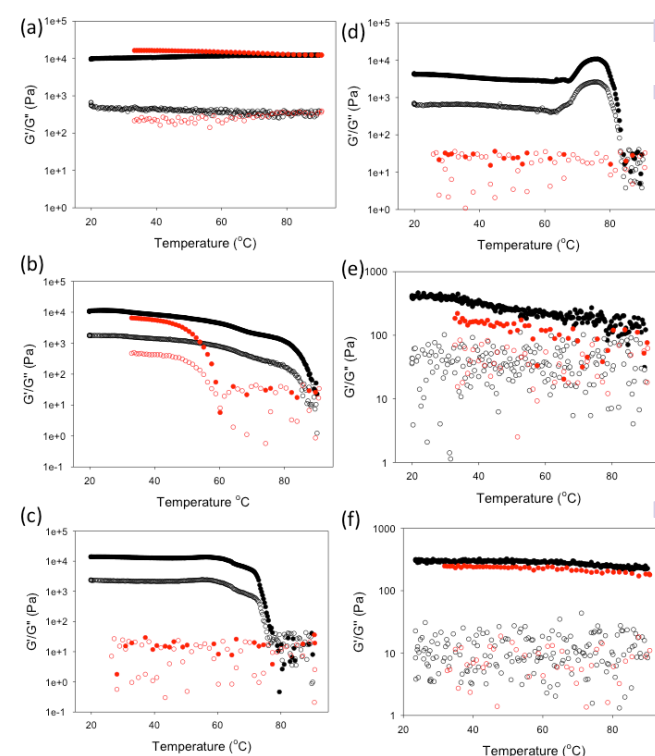 (a)
1e+5
1e+4
1e+3
1e+2
1e+1
1e+0
G'/G'' (Pa)
20 40 60 80
Temperature (°C)
(b)
1e+5
1e+4
1e+3
1e+2
1e+1
1e+0
1e-1
G'/G'' (Pa)
20 40 60 80
Temperature °C
(c)
1e+5
1e+4
1e+3
1e+2
1e+1
1e+0
1e-1
G'/G'' (Pa)
20 40 60 80
Temperature (°C)
(d)
1e+5
1e+4
1e+3
1e+2
1e+1
1e+0
G'/G'' (Pa)
20 40 60 80
Temperature (°C)
(e)
1000
100
10
1
G'/G'' (Pa)
20 40 60 80
Temperature (°C)
(f)
1000
100
10
1
G'/G'' (Pa)
20 40 60 80
Temperature (°C)